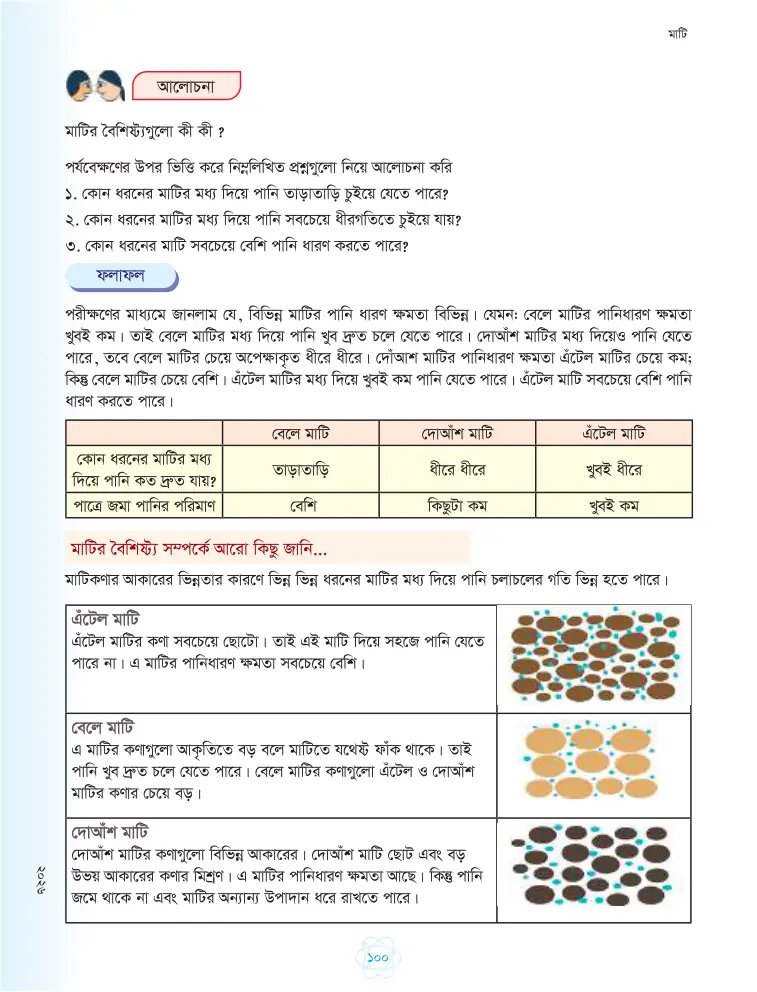 মাটি
আলোচনা
মাটির বৈশিষ্ট্যগুলো কী কী ?
পর্যবেক্ষণের উপর ভিত্তি করে নিম্নলিখিত প্রশ্নগুলো নিয়ে আলোচনা করি
১. কোন ধরনের মাটির মধ্য দিয়ে পানি তাড়াতাড়ি চুইয়ে যেতে পারে?
২. কোন ধরনের মাটির মধ্য দিয়ে পানি সবচেয়ে ধীরগতিতে চুইয়ে যায়?
৩. কোন ধরনের মাটি সবচেয়ে বেশি পানি ধারণ করতে পারে?
ফলাফল
পরীক্ষণের মাধ্যমে জানলাম যে, বিভিন্ন মাটির পানি ধারণ ক্ষমতা বিভিন্ন। যেমন: বেলে মাটির পানিধারণ ক্ষমতা
খুবই কম। তাই বেলে মাটির মধ্য দিয়ে পানি খুব দ্রুত চলে যেতে পারে। দোআঁশ মাটির মধ্য দিয়েও পানি যেতে
পারে, তবে বেলে মাটির চেয়ে অপেক্ষাকৃত ধীরে ধীরে। দোঁআশ মাটির পানিধারণ ক্ষমতা এঁটেল মাটির চেয়ে কম;
কিন্তু বেলে মাটির চেয়ে বেশি। এঁটেল মাটির মধ্য দিয়ে খুবই কম পানি যেতে পারে। এঁটেল মাটি সবচেয়ে বেশি পানি
ধারণ করতে পারে।
বেলে মাটি দোআঁশ মাটি এঁটেল মাটি
কোন ধরনের মাটির মধ্য
দিয়ে পানি কত দ্রুত যায়? তাড়াতাড়ি ধীরে ধীরে খুবই ধীরে
পাত্রে জমা পানির পরিমাণ বেশি কিছুটা কম খুবই কম
মাটির বৈশিষ্ট্য সম্পর্কে আরো কিছু জানি...
মাটিকণার আকারের ভিন্নতার কারণে ভিন্ন ভিন্ন ধরনের মাটির মধ্য দিয়ে পানি চলাচলের গতি ভিন্ন হতে পারে।
এঁটেল মাটি
এঁটেল মাটির কণা সবচেয়ে ছোটো। তাই এই মাটি দিয়ে সহজে পানি যেতে
পারে না। এ মাটির পানিধারণ ক্ষমতা সবচেয়ে বেশি।
বেলে মাটি
এ মাটির কণাগুলো আকৃতিতে বড় বলে মাটিতে যথেষ্ট ফাঁক থাকে। তাই
পানি খুব দ্রুত চলে যেতে পারে। বেলে মাটির কণাগুলো এঁটেল ও দোআঁশ
মাটির কণার চেয়ে বড়।
দোআঁশ মাটি
দোআঁশ মাটির কণাগুলো বিভিন্ন আকারের। দোআঁশ মাটি ছোট এবং বড়
উভয় আকারের কণার মিশ্রণ। এ মাটির পানিধারণ ক্ষমতা আছে। কিন্তু পানি
জমে থাকে না এবং মাটির অন্যান্য উপাদান ধরে রাখতে পারে।
২০২৬
১০০